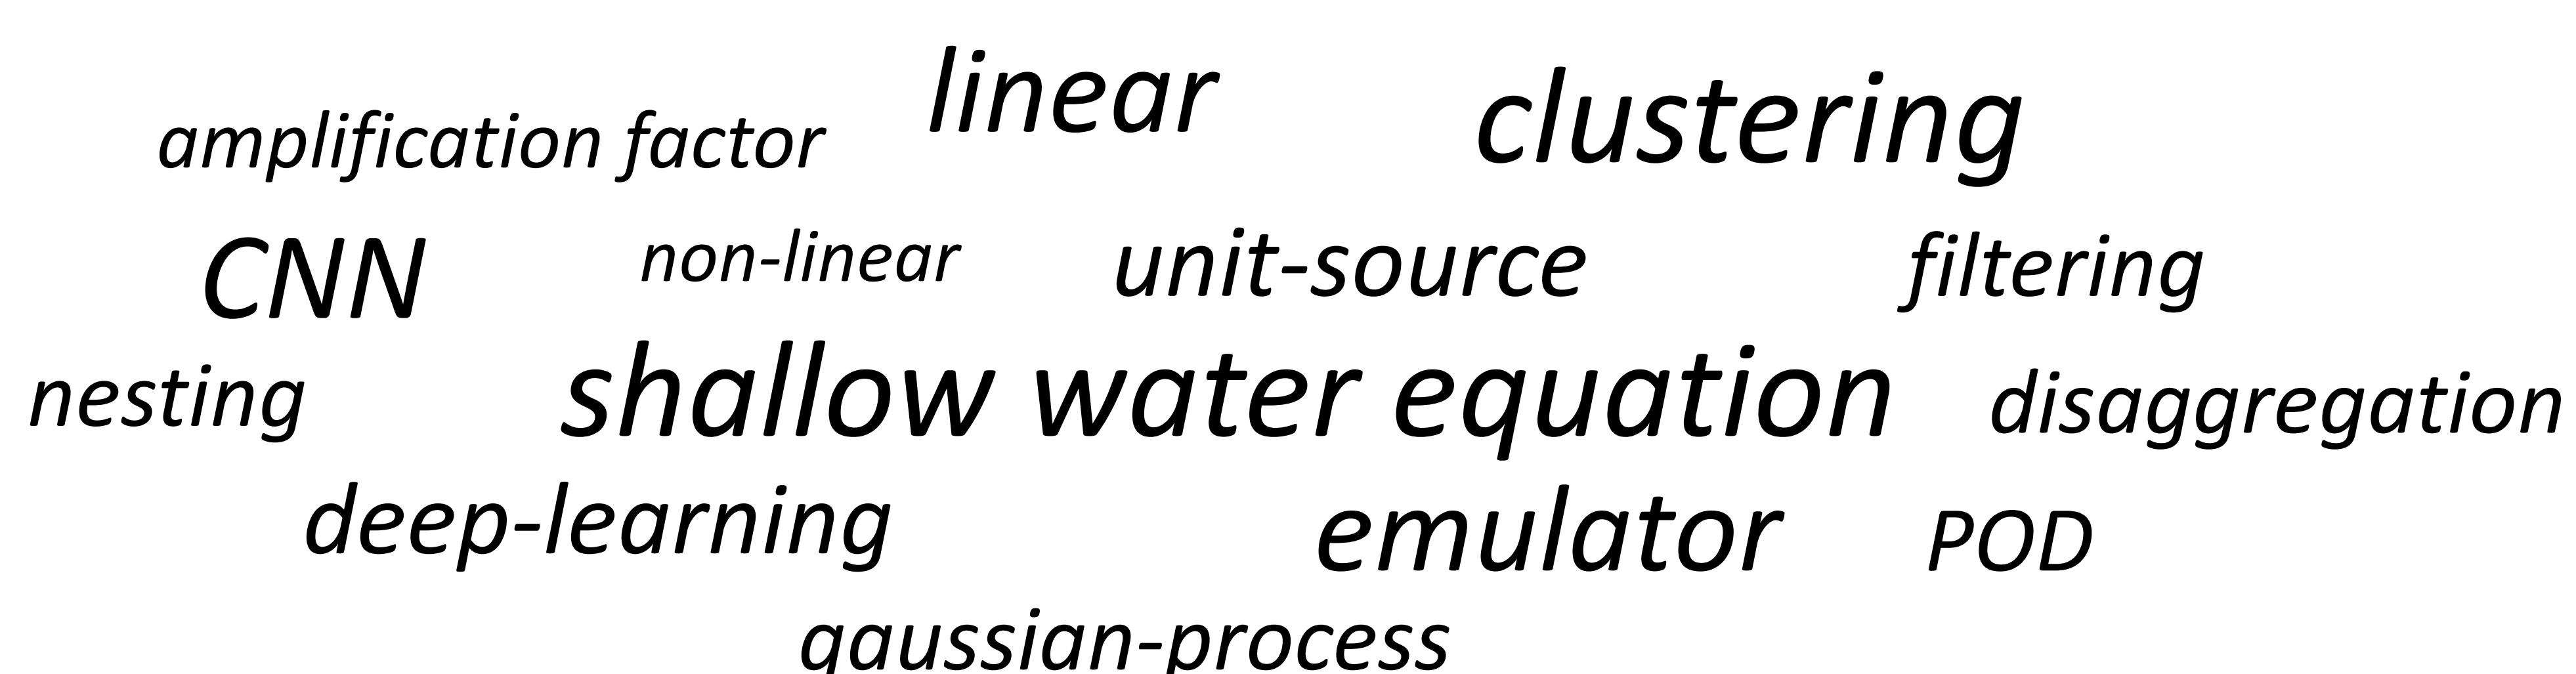 linear
clustering
amplification factor
CNN
non-linear
unit-source
filtering
nesting
shallow water equation
disaggregation
deep-learning
emulator
POD
gaussian-process